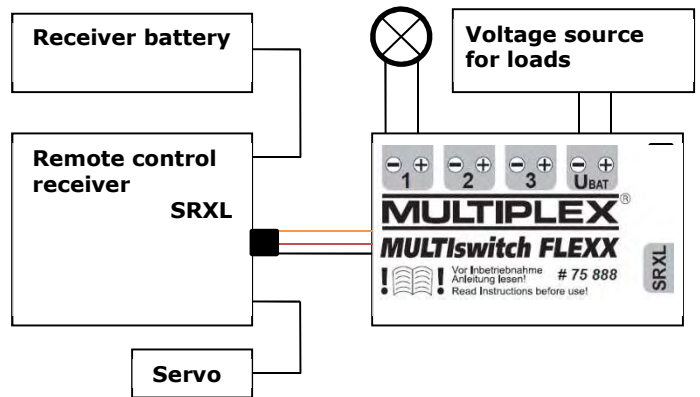 Receiver battery
Voltage source
for loads
Remote control
receiver
SRXL
- + - + - + - +
1 2 3 UBAT
MULTIPLEX®
MULTIswitch FLEXX
! ! Vor Inbetriebnahme
Anleitung lesen!
Read Instructions before use!
# 75 888
SRXL
Servo